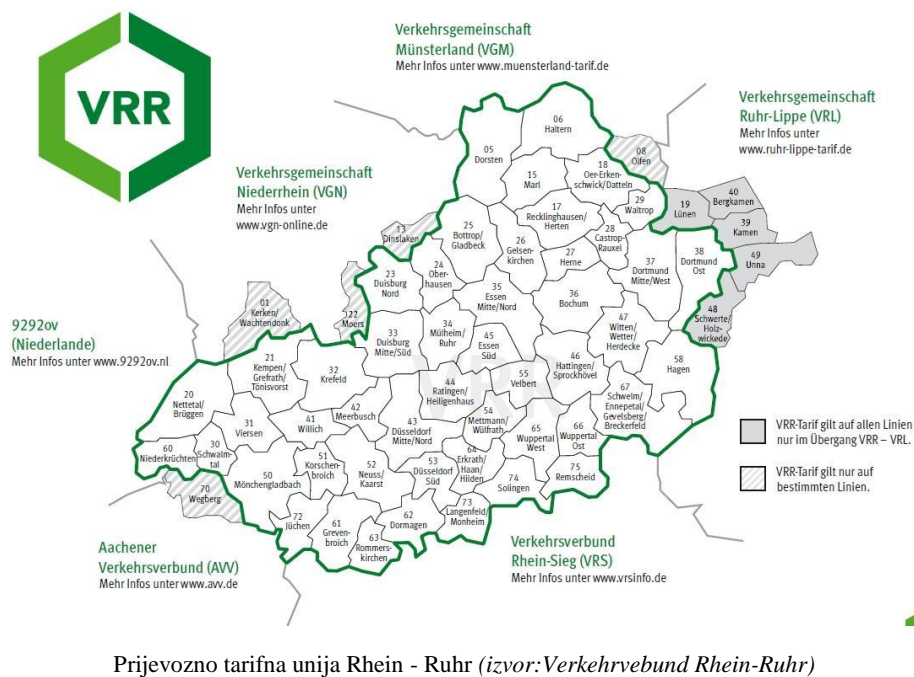 VRR
Verkehrsgemeinschaft
Münsterland (VGM)
Mehr Infos unter www.muensterland-tarif.de
Verkehrsgemeinschaft
Ruhr-Lippe (VRL)
Mehr Infos unter
www.ruhr-lippe-tarif.de
Verkehrsgemeinschaft
Niederrhein (VGN)
Mehr Infos unter
www.vgn-online.de
9292ov
(Niederlande)
Mehr Infos unter www.9292ov.nl
06
Haltern
05
Dorsten
08
Olfen
18
Oer-Erken-
schwick/Datteln
15
Marl
29
Waltrop
40
Bergkamen
19
Lünen
39
Kamen
17
Recklinghausen/
Herten
13
Dinslaken
25
Bottrop/
Gladbeck
26
Gelsen-
kirchen
28
Castrop-
Rauxel
27
Herne
38
Dortmund
Ost
49
Unna
37
Dortmund
Mitte/West
23
Duisburg
Nord
24
Ober-
hausen
35
Essen
Mitte/Nord
36
Bochum
01
Kerken/
Wachtendonk
22
Moers
48
Schwerte/
Holz-
wickede
47
Witten/
Wetter/
Herdecke
33
Duisburg
Mitte/Süd
34
Mülheim/
Ruhr
45
Essen
Süd
21
Kempen/
Grefrath/
Tönisvorst
32
Krefeld
46
Hattingen/
Sprockhövel
58
Hagen
VRR
44
Ratingen/
Heiligenhaus
55
Velbert
20
Nettetal/
Brüggen
67
Schwelm/
Ennepetal/
Gevelsberg/
Breckerfeld
42
Meerbusch
41
Willich
31
Viersen
43
Düsseldorf
Mitte/Nord
54
Mettmann/
Wülfrath
65
Wuppertal
West
66
Wuppertal
Ost
60
Niederkrüchten
30
Schwalm-
tal
51
Korschen-
broich
52
Neuss/
Kaarst
53
Düsseldorf
Süd
64
Erkrath/
Haan/
Hilden
50
Mönchengladbach
74
Solingen
75
Remscheid
70
Wegberg
73
Langenfeld/
Monheim
72
Jüchen
61
Greven-
broich
62
Dormagen
63
Rommers-
kirchen
VRR-Tarif gilt auf allen Linien
nur im Übergang VRR – VRL.
VRR-Tarif gilt nur auf
bestimmten Linien.
Aachener
Verkehrsverbund (AVV)
Mehr Infos unter www.avv.de
Verkehrsverbund
Rhein-Sieg (VRS)
Mehr Infos unter www.vrsinfo.de
Prijevozno tarifna unija Rhein - Ruhr (izvor:Verkehrvebund Rhein-Ruhr)